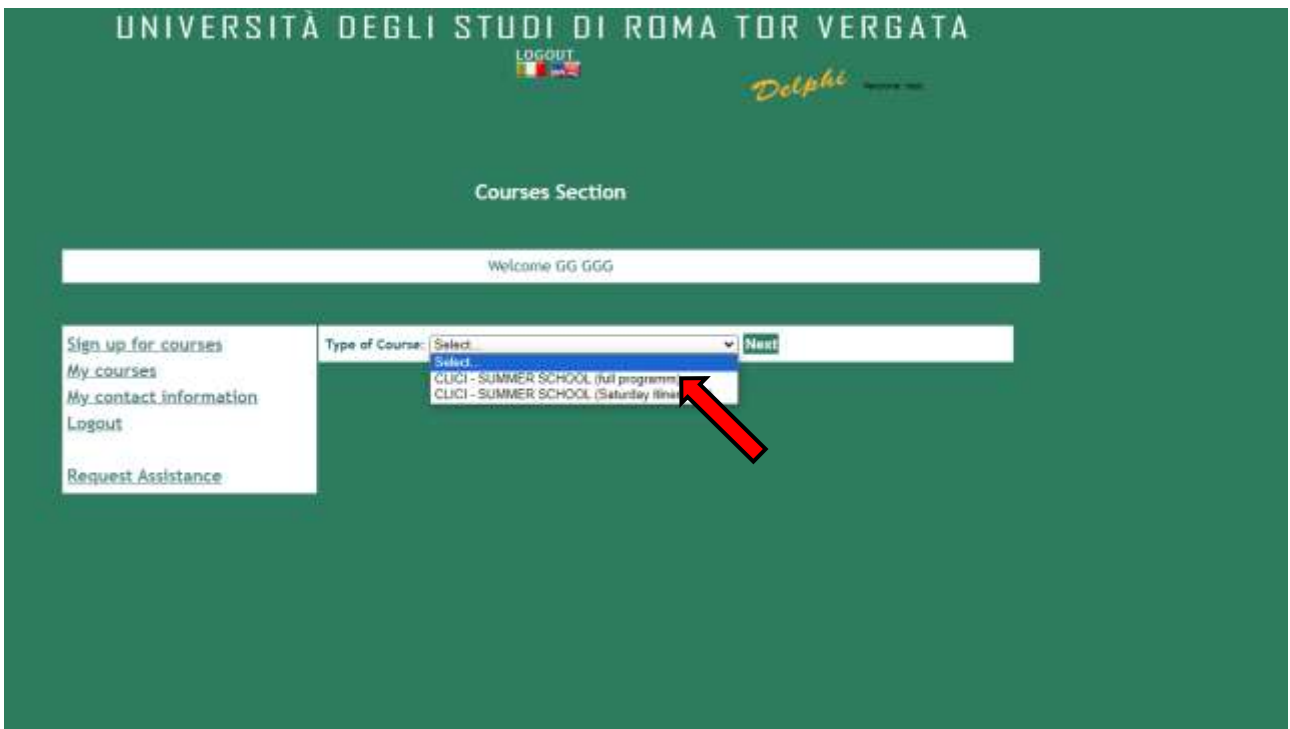 UNIVERSITÀ DEGLI STUDI DI ROMA TOR VERGATA
LOGOUT
Delphi
Courses Section
Welcome GG GGG
Sign up for courses
My courses
My contact information
Logout
Request Assistance
Type of Course: Select... Next
Select...
CLICI - SUMMER SCHOOL (full programm)
CLICI - SUMMER SCHOOL (Saturday